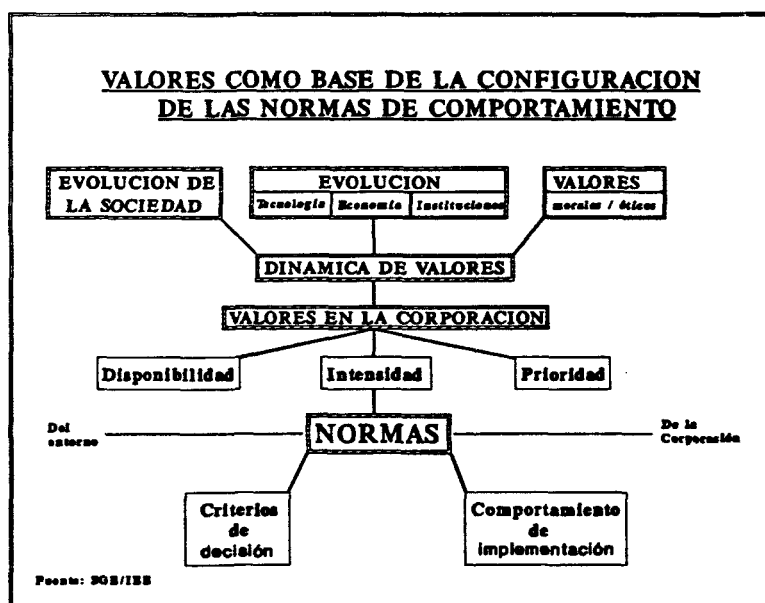 VALORES COMO BASE DE LA CONFIGURACION
DE LAS NORMAS DE COMPORTAMIENTO
EVOLUCION DE
LA SOCIEDAD
EVOLUCION
Tecnología Economía Instituciones
VALORES
morales / éticos
DINAMICA DE VALORES
VALORES EN LA CORPORACION
Disponibilidad
Intensidad
Prioridad
Del
entorno
NORMAS
De la
Corporación
Criterios
de
decisión
Comportamiento
de
implementación
Fuente: